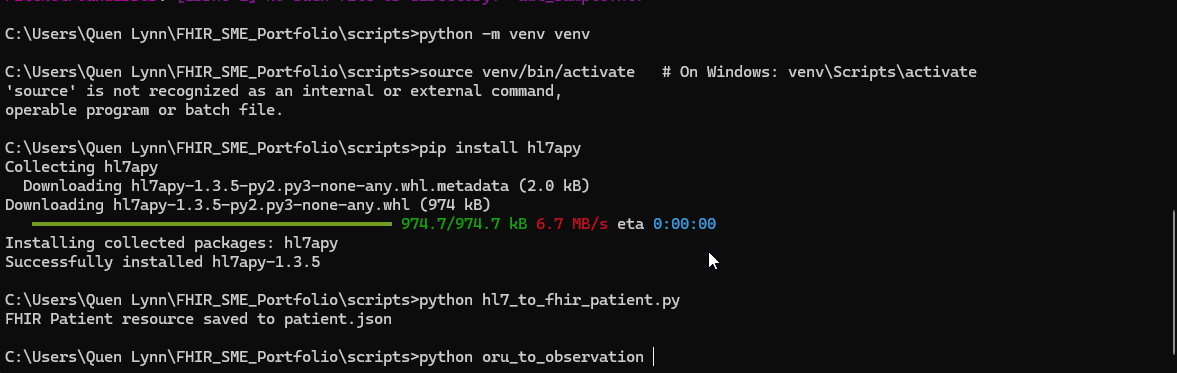 C:\Users\Quen Lynn\FHIR_SME_Portfolio\scripts>python -m venv venv
C:\Users\Quen Lynn\FHIR_SME_Portfolio\scripts>source venv/bin/activate   # On Windows: venv\Scripts\activate
'source' is not recognized as an internal or external command,
operable program or batch file.
C:\Users\Quen Lynn\FHIR_SME_Portfolio\scripts>pip install hl7apy
Collecting hl7apy
  Downloading hl7apy-1.3.5-py2.py3-none-any.whl.metadata (2.0 kB)
Downloading hl7apy-1.3.5-py2.py3-none-any.whl (974 kB)
974.7/974.7 kB 6.7 MB/s eta 0:00:00
Installing collected packages: hl7apy
Successfully installed hl7apy-1.3.5
C:\Users\Quen Lynn\FHIR_SME_Portfolio\scripts>python hl7_to_fhir_patient.py
FHIR Patient resource saved to patient.json
C:\Users\Quen Lynn\FHIR_SME_Portfolio\scripts>python oru_to_observation